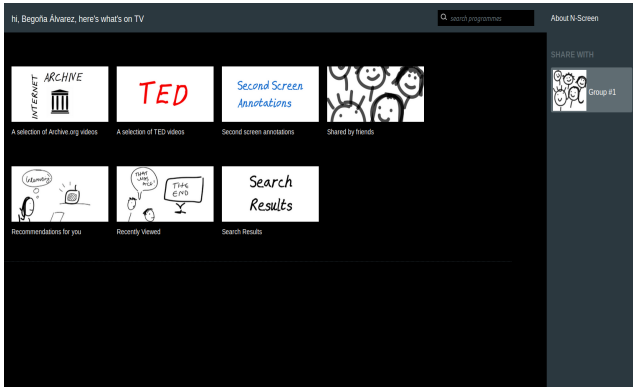 hi, Begoña Álvarez, here's what's on TV
search programmes
About N-Screen
SHARE WITH
Group #1
INTERNET
ARCHIVE
TED
Second Screen
Annotations
A selection of Archive.org videos
A selection of TED videos
Second screen annotations
Shared by friends
THAT
WAS
THE
END
Search
Results
Recommendations for you
Recently Viewed
Search Results